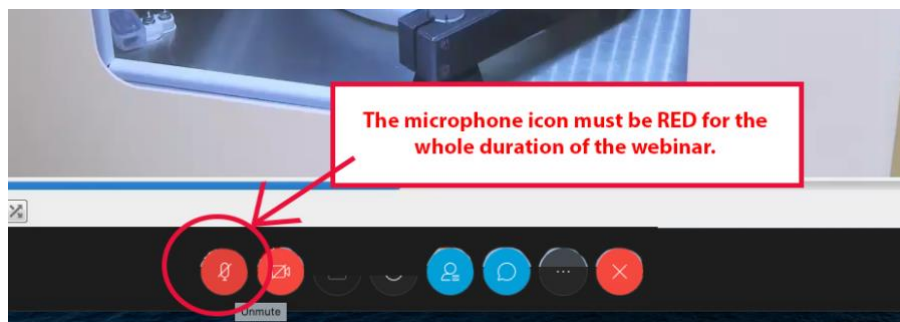 The microphone icon must be RED for the
whole duration of the webinar.
Unmute